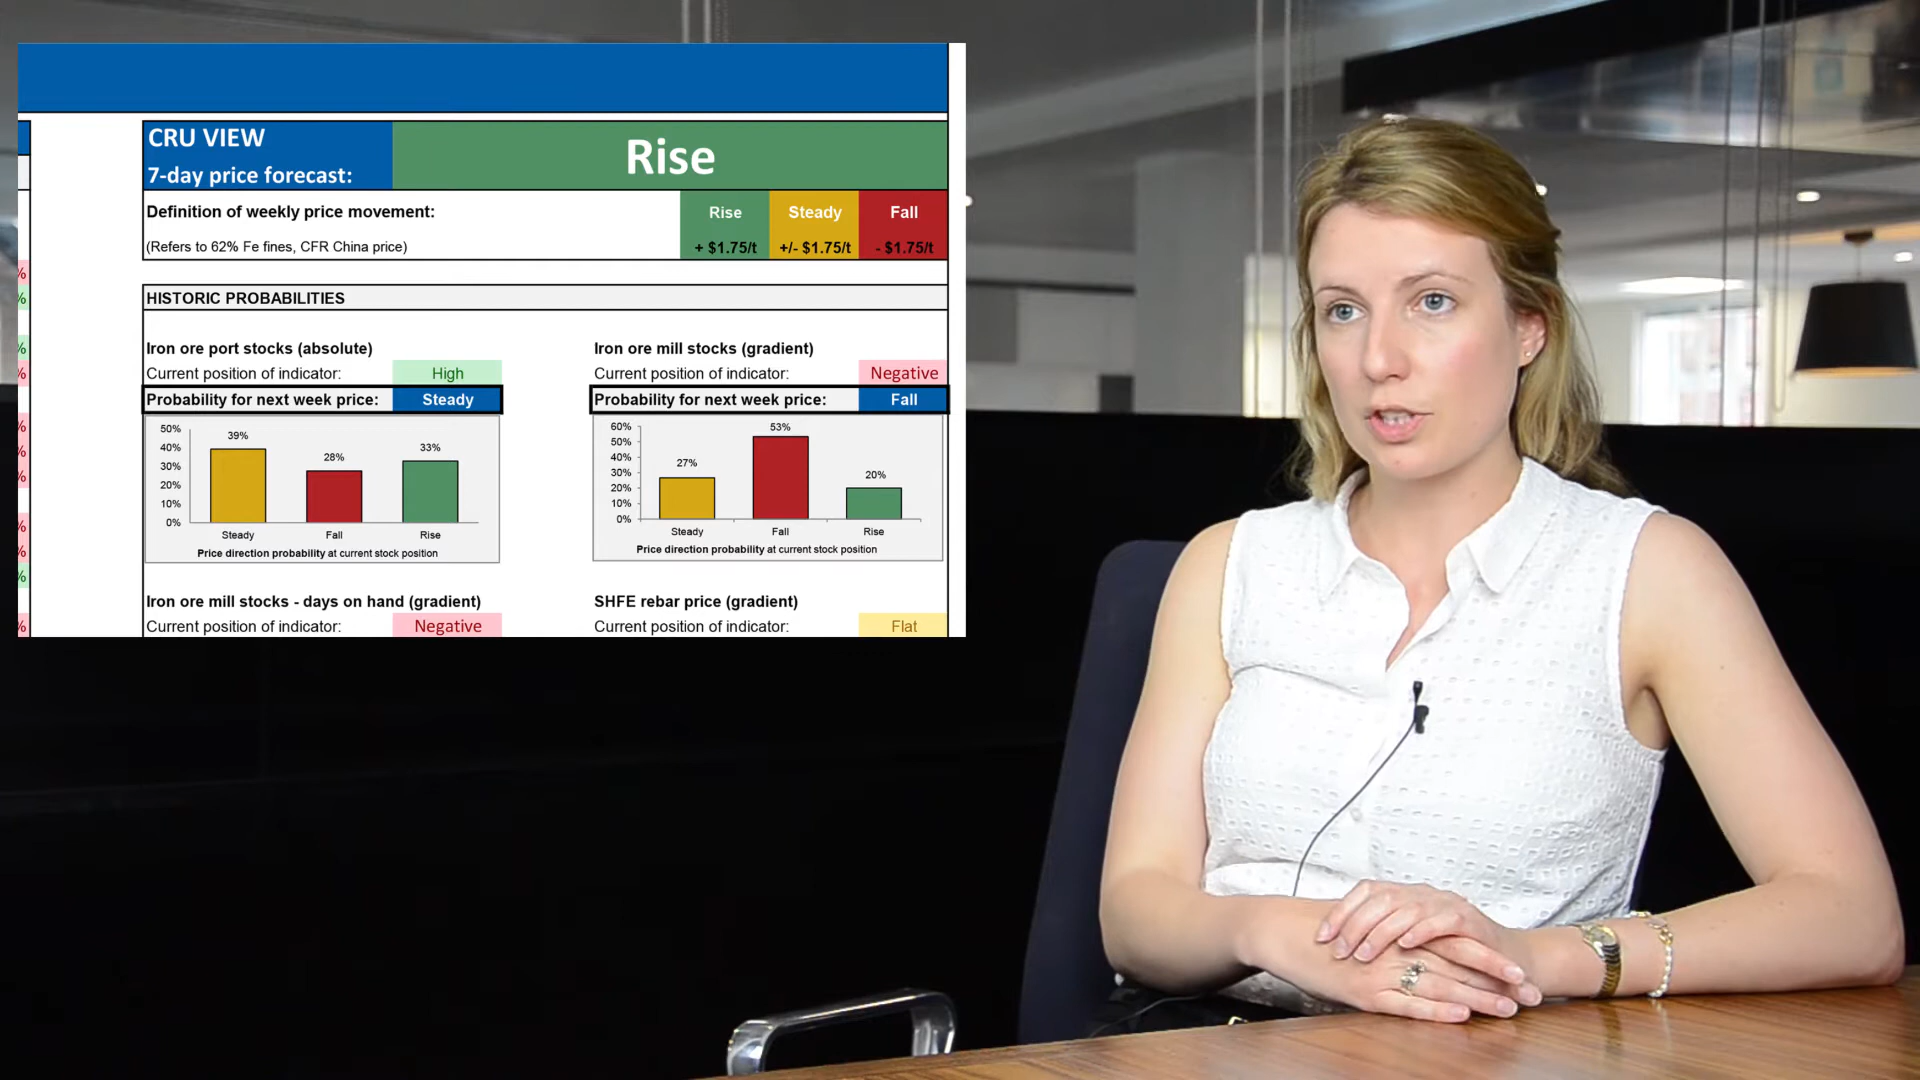 CRU VIEW
7-day price forecast:
Rise
Definition of weekly price movement:
Rise Steady Fall
(Refers to 62% Fe fines, CFR China price)
+ $1.75/t +/- $1.75/t - $1.75/t
HISTORIC PROBABILITIES
Iron ore port stocks (absolute)
Current position of indicator: High
Probability for next week price: Steady
50%
40%
30%
20%
10%
0%
39%
28%
33%
Steady Fall Rise
Price direction probability at current stock position
Iron ore mill stocks (gradient)
Current position of indicator: Negative
Probability for next week price: Fall
60%
50%
40%
30%
20%
10%
0%
27%
53%
20%
Steady Fall Rise
Price direction probability at current stock position
Iron ore mill stocks - days on hand (gradient)
Current position of indicator: Negative
SHFE rebar price (gradient)
Current position of indicator: Flat
%
%
%
%
%
%
%
%
%
%
%